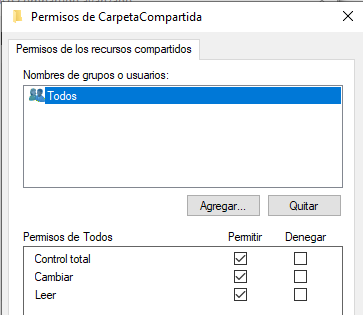 Permisos de CarpetaCompartida
Permisos de los recursos compartidos
Nombres de grupos o usuarios:
Todos
Agregar... Quitar
Permisos de Todos Permitir Denegar
Control total
Cambiar
Leer